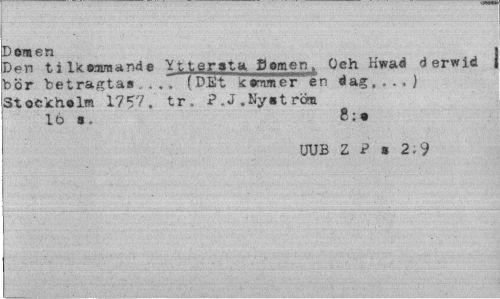 Domen
Den tilkommande Yttersta Domen, Och Hwad derwid
bör betragtas.... (DEt kommer en dag....)
Stockholm 1757, tr. P.J.Nyström
16 s. 8:o
UUB Z P s 2:9